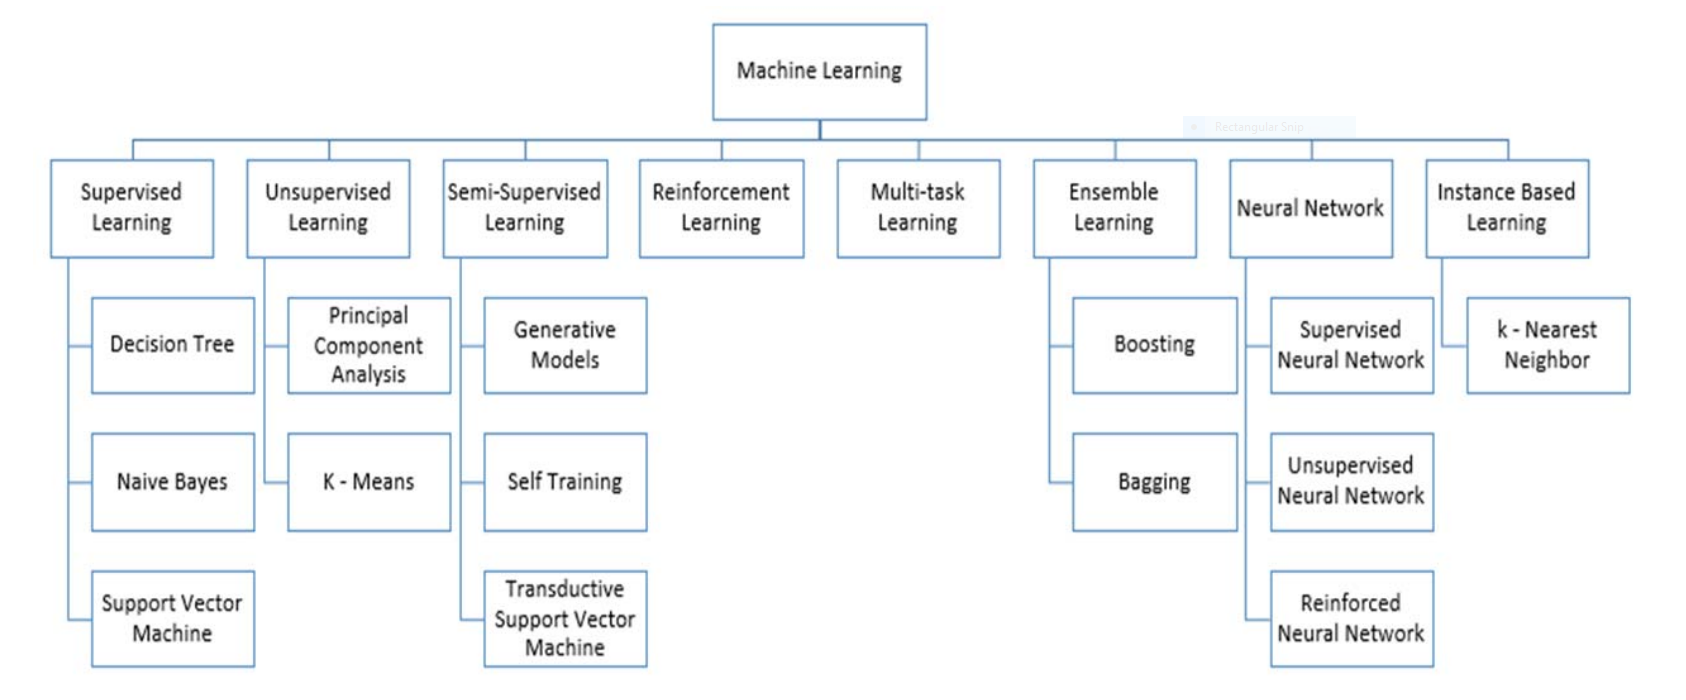 Machine Learning
Rectangular Snip
Supervised
Learning
Unsupervised
Learning
Semi-Supervised
Learning
Reinforcement
Learning
Multi-task
Learning
Ensemble
Learning
Neural Network
Instance Based
Learning
Decision Tree
Principal
Component
Analysis
Generative
Models
Boosting
Supervised
Neural Network
k - Nearest
Neighbor
Naive Bayes
K - Means
Self Training
Bagging
Unsupervised
Neural Network
Support Vector
Machine
Transductive
Support Vector
Machine
Reinforced
Neural Network